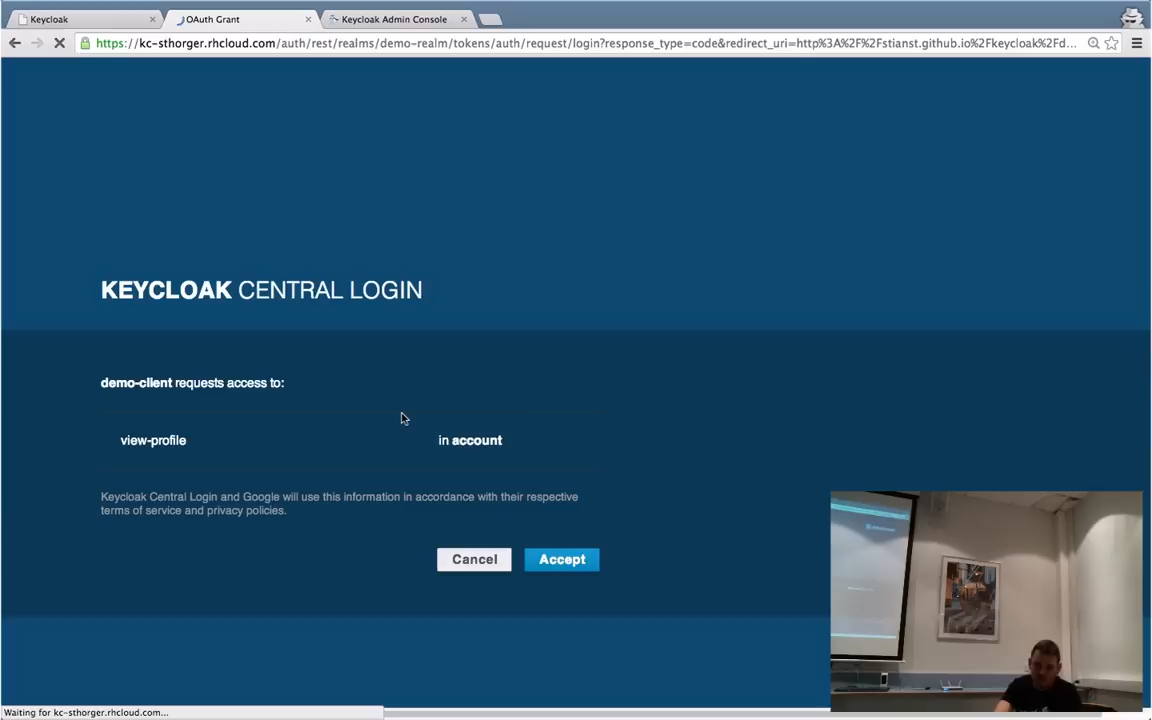 Keycloak
OAuth Grant
Keycloak Admin Console
https://kc-sthorger.rhcloud.com/auth/rest/realms/demo-realm/tokens/auth/request/login?response_type=code&redirect_uri=http%3A%2F%2Fstianst.github.io%2Fkeycloak%2Fd...
KEYCLOAK CENTRAL LOGIN
demo-client requests access to:
view-profile in account
Keycloak Central Login and Google will use this information in accordance with their respective
terms of service and privacy policies.
Cancel Accept
Waiting for kc-sthorger.rhcloud.com...